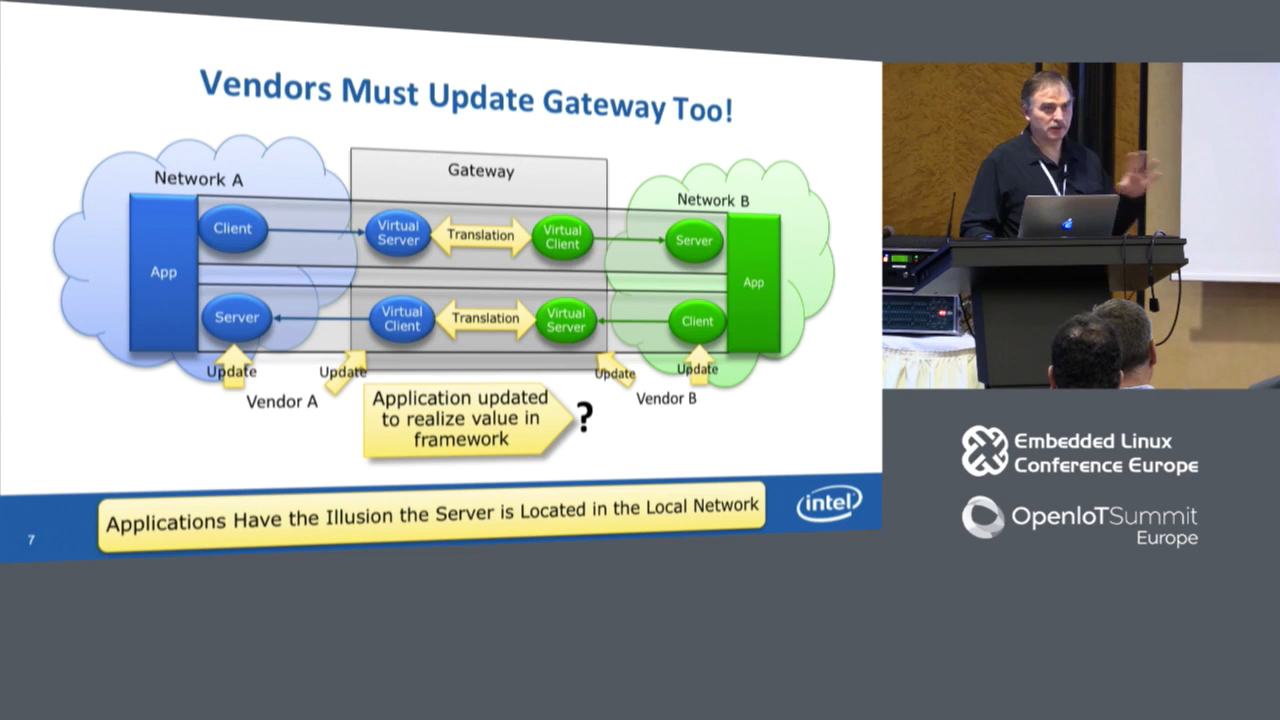 Vendors Must Update Gateway Too!
Network A
Gateway
Network B
Client
Virtual
Server
Translation
Virtual
Client
Server
App
App
Server
Virtual
Client
Translation
Virtual
Server
Client
Update
Update
Update
Update
Vendor A
Vendor B
Application updated
to realize value in
framework
?
Applications Have the Illusion the Server is Located in the Local Network
intel
7
Embedded Linux
Conference Europe
OpenIoTSummit
Europe